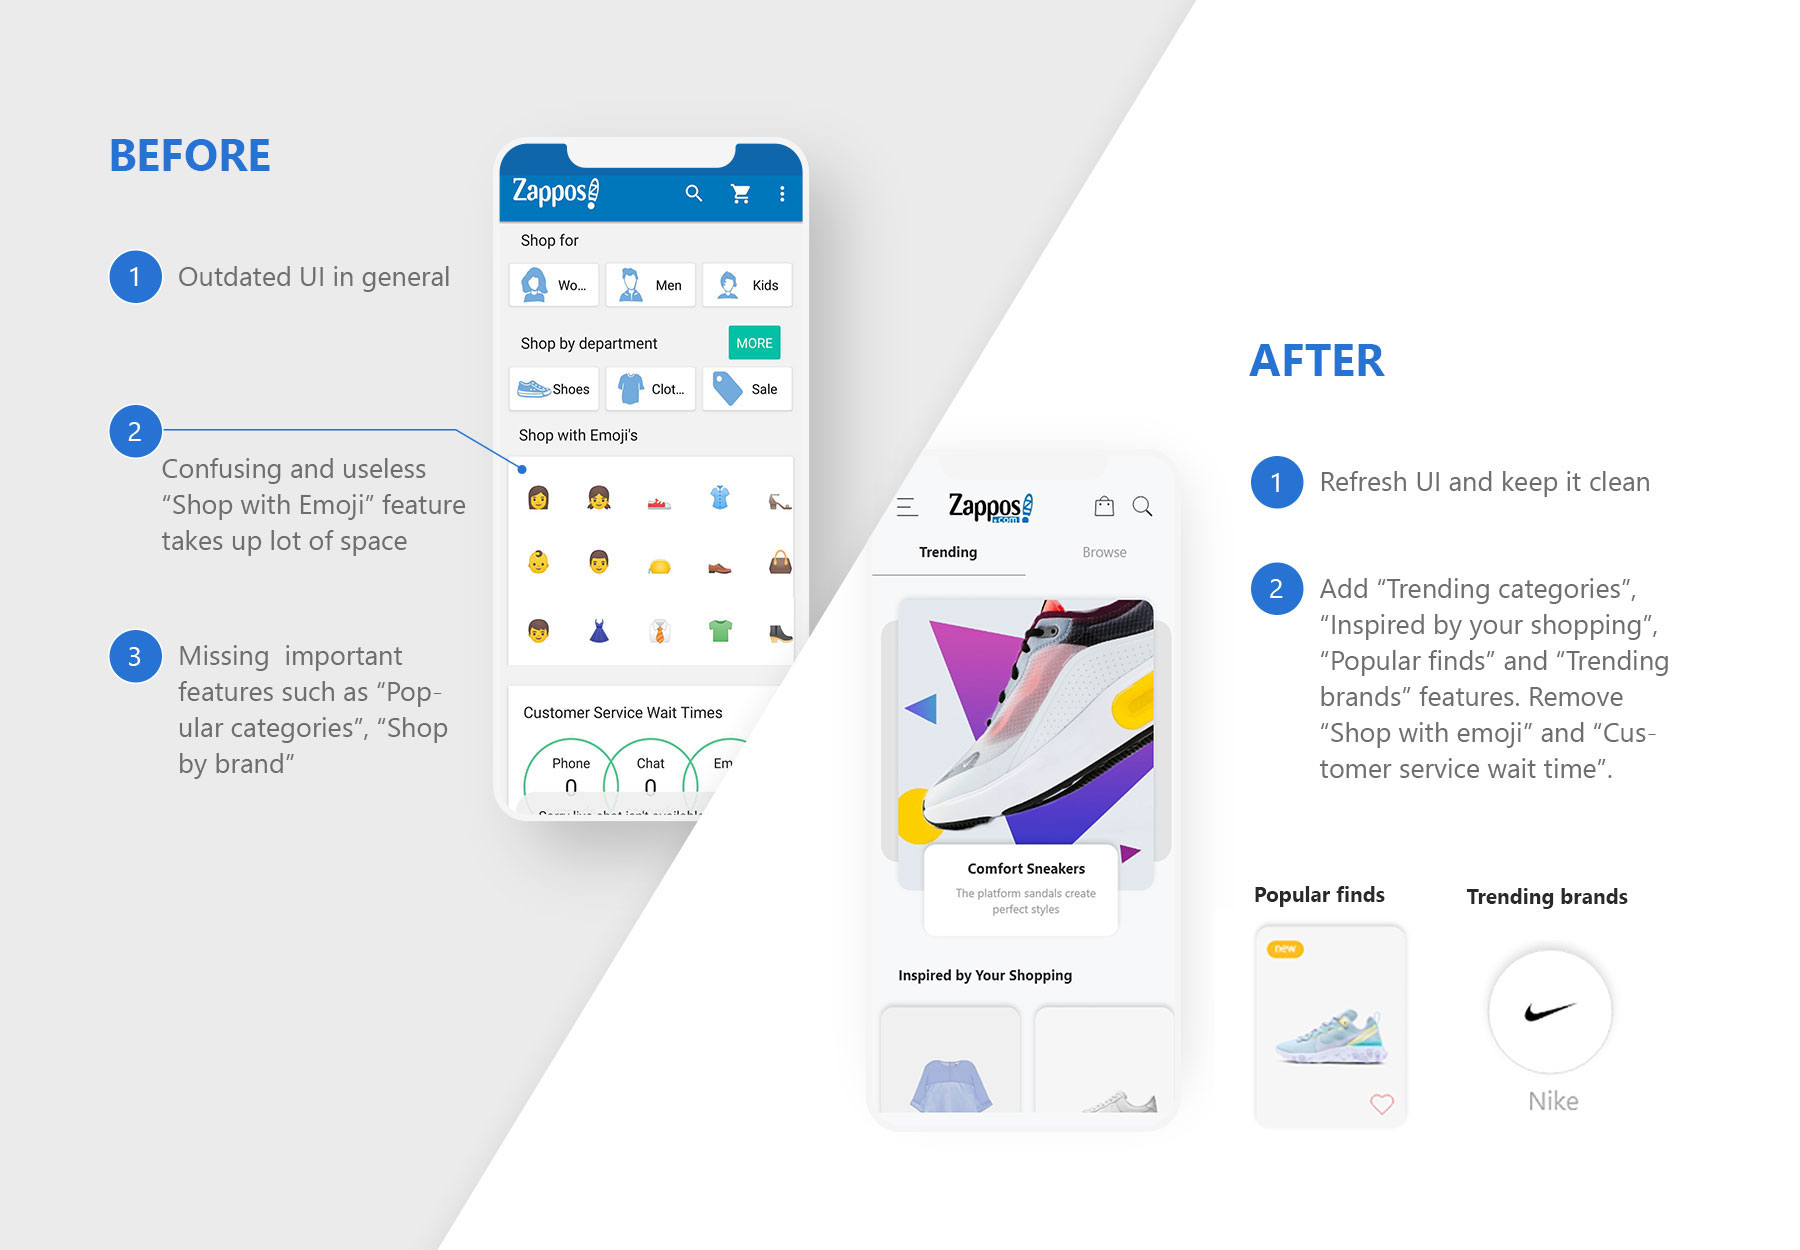 BEFORE
1
Outdated UI in general
2
Confusing and useless
“Shop with Emoji” feature
takes up lot of space
3
Missing  important
features such as “Pop-
ular categories”, “Shop
by brand”
Zappos
Shop for
Wo...
Men
Kids
Shop by department
MORE
Shoes
Clot...
Sale
Shop with Emoji's
Customer Service Wait Times
Phone
0
Chat
0
Em
Sorry live chat isn't available
AFTER
1
Refresh UI and keep it clean
2
Add “Trending categories”,
“Inspired by your shopping”,
“Popular finds” and “Trending
brands” features. Remove
“Shop with emoji” and “Cus-
tomer service wait time”.
Zappos
.com
Trending
Browse
Comfort Sneakers
The platform sandals create
perfect styles
Inspired by Your Shopping
Popular finds
new
Trending brands
Nike